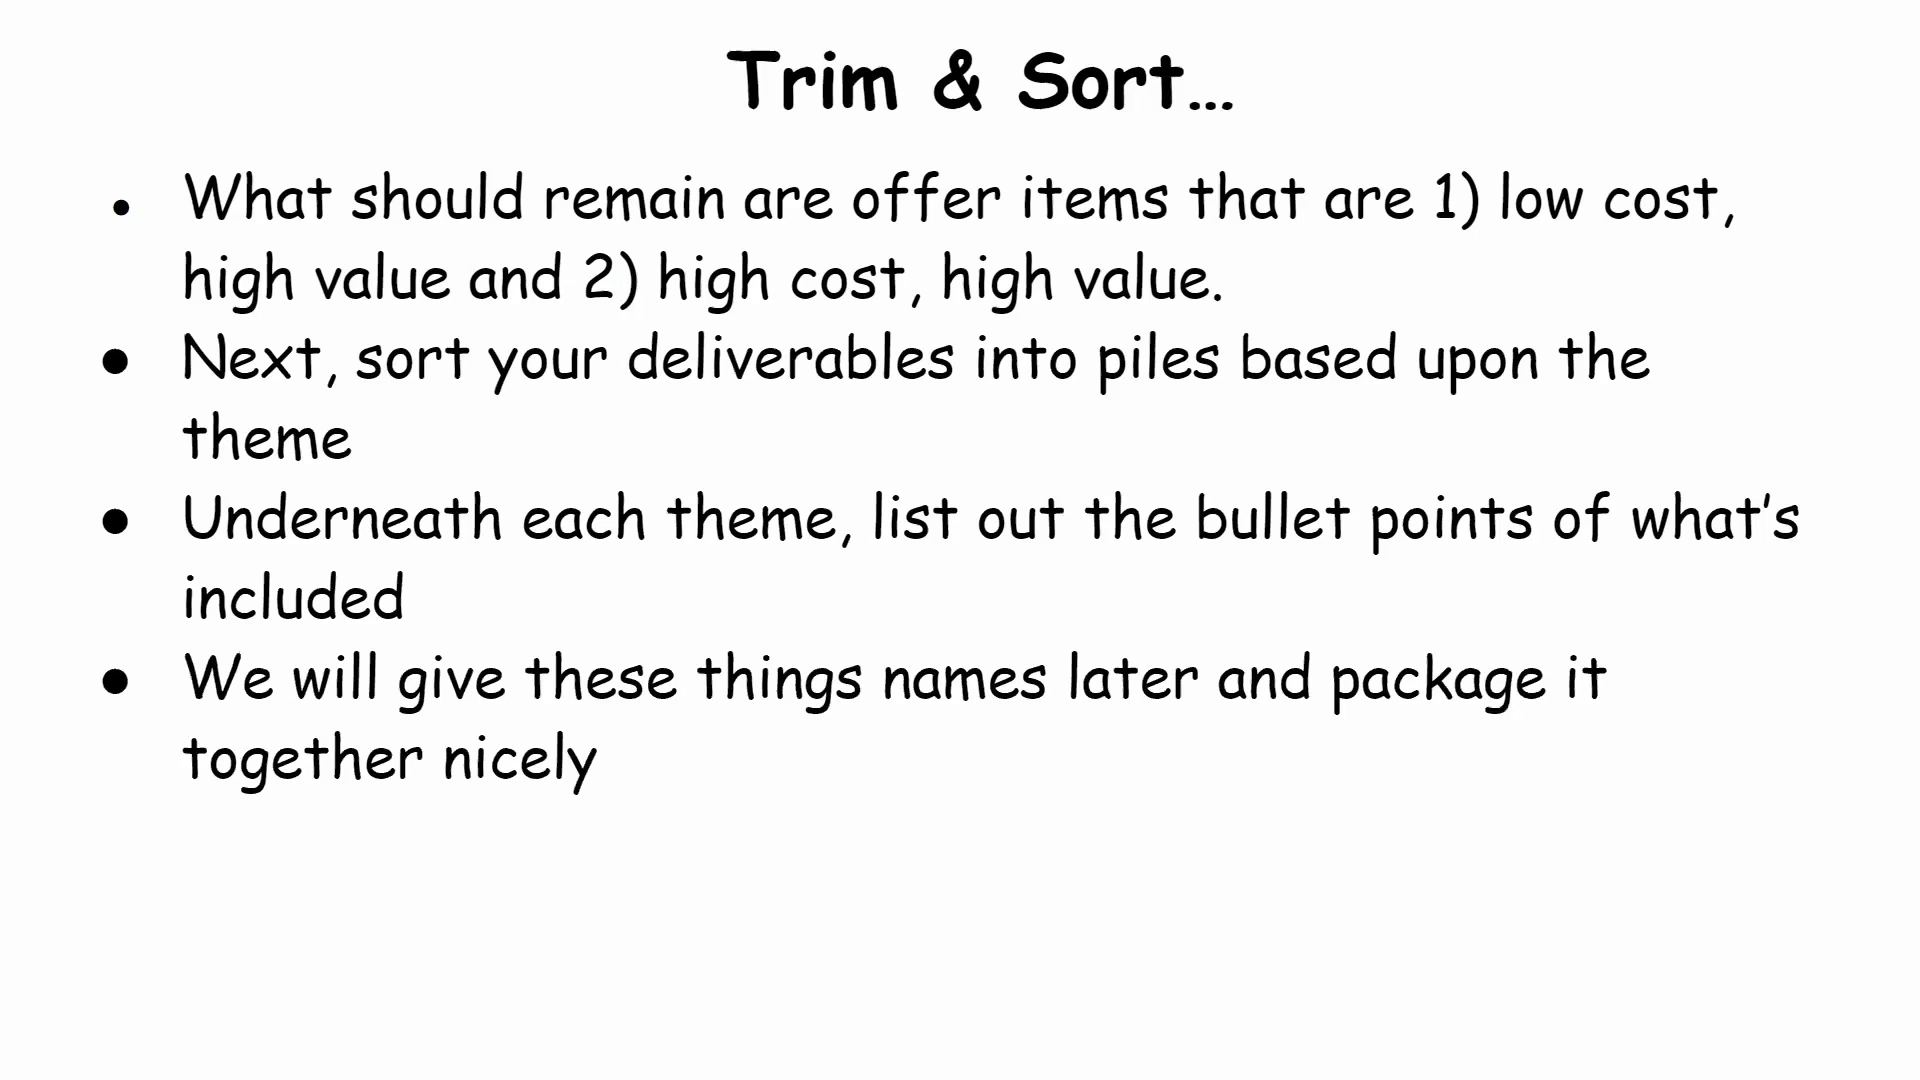 Trim & Sort...
● What should remain are offer items that are 1) low cost,
high value and 2) high cost, high value.
● Next, sort your deliverables into piles based upon the
theme
● Underneath each theme, list out the bullet points of what’s
included
● We will give these things names later and package it
together nicely